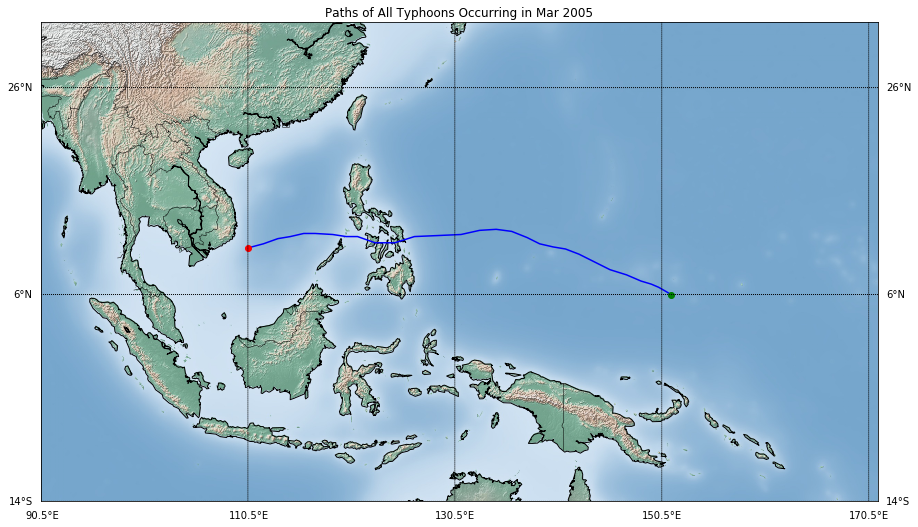 Paths of All Typhoons Occurring in Mar 2005
26°N 26°N
6°N 6°N
14°S 14°S
90.5°E 110.5°E 130.5°E 150.5°E 170.5°E